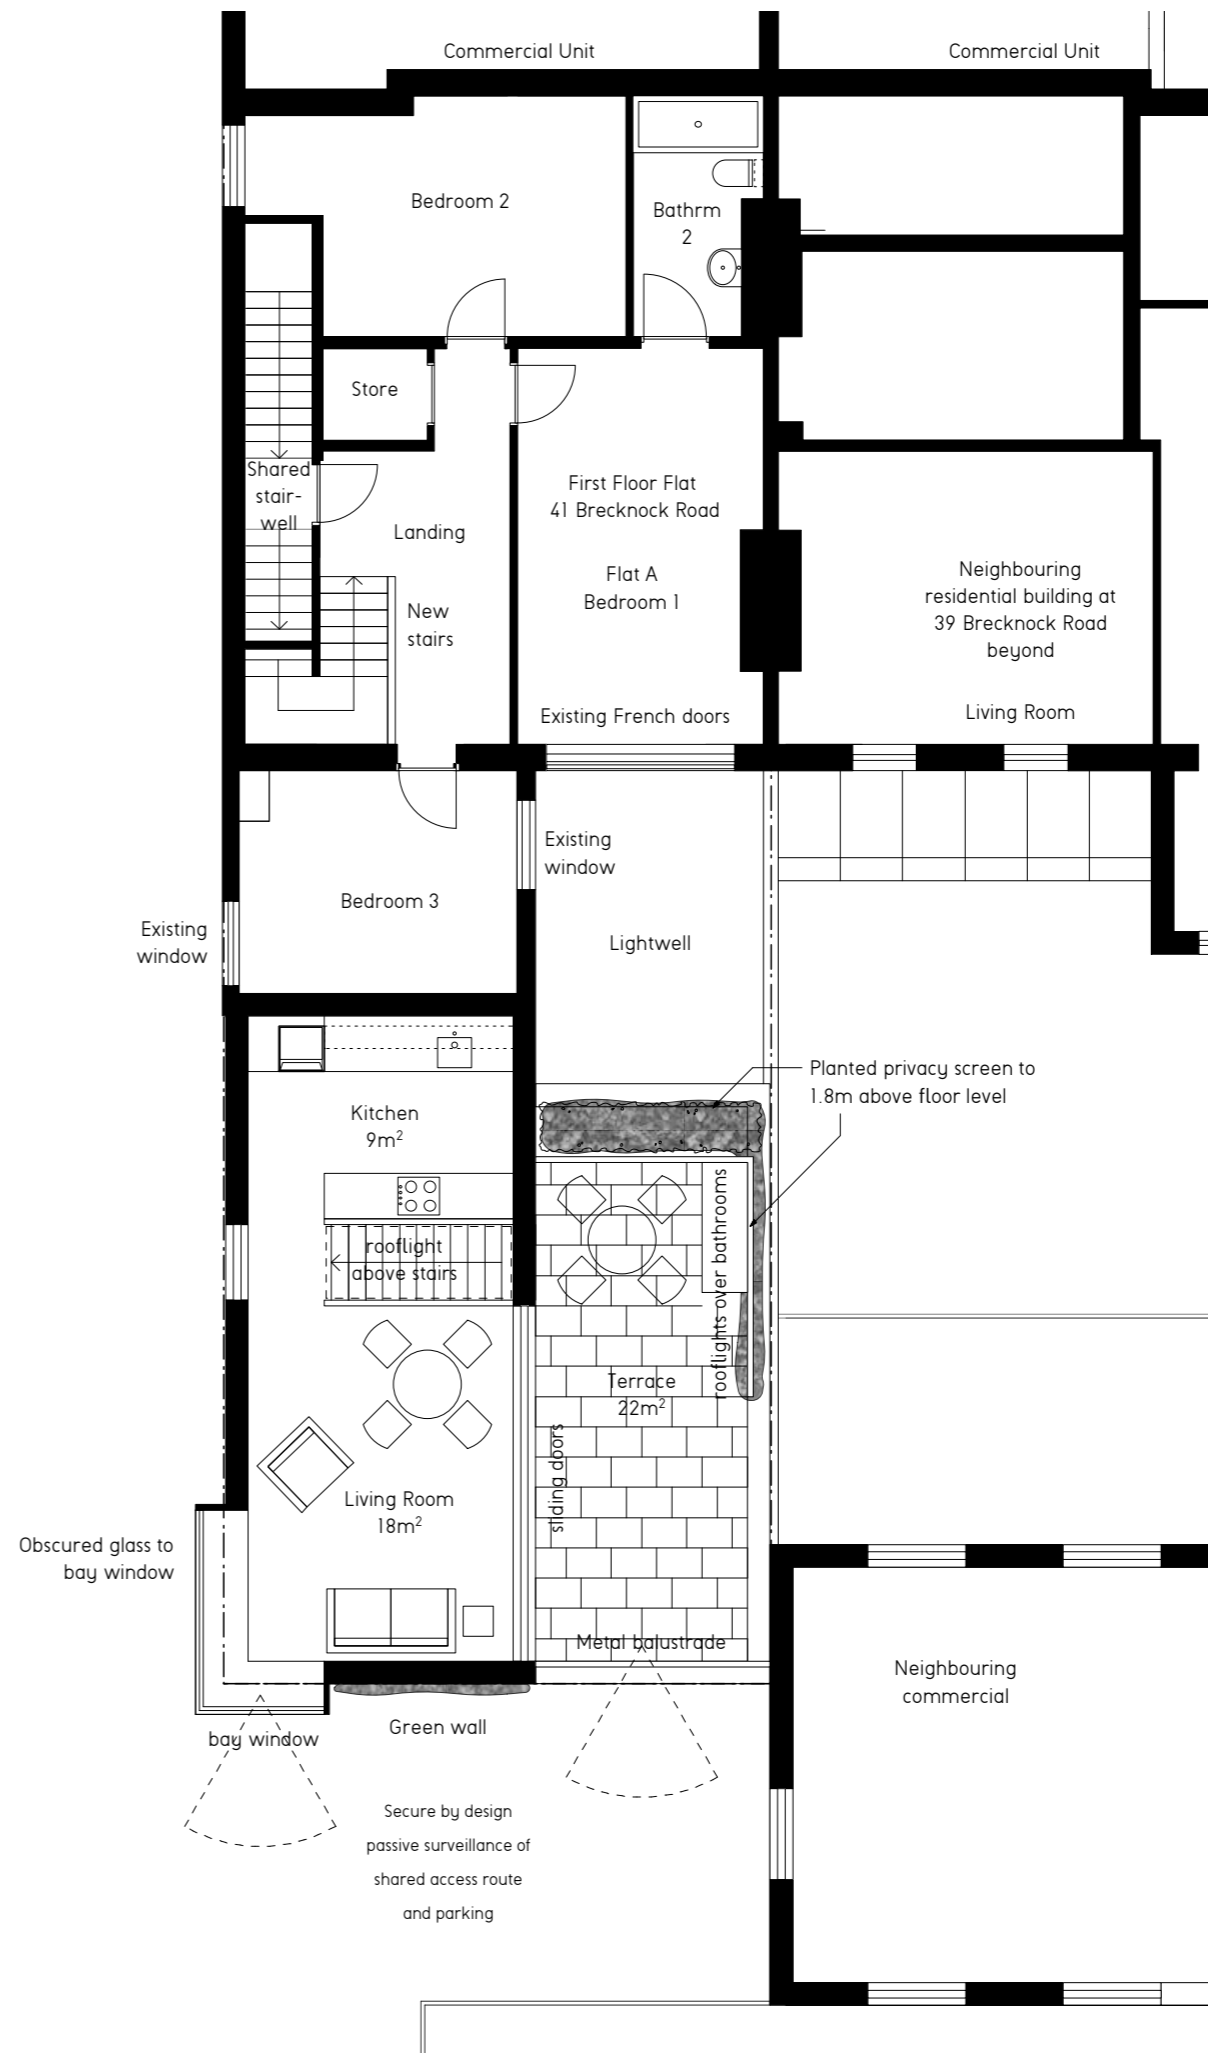 Commercial Unit
Commercial Unit
Bedroom 2
Bathrm
2
Store
Shared
stair-
well
Landing
First Floor Flat
41 Brecknock Road
Flat A
Bedroom 1
New
stairs
Neighbouring
residential building at
39 Brecknock Road
beyond
Living Room
Existing French doors
Existing
window
Bedroom 3
Existing
window
Lightwell
Planted privacy screen to
1.8m above floor level
Kitchen
9m²
rooflight
above stairs
rooflights over bathrooms
Terrace
22m²
sliding doors
Living Room
18m²
Obscured glass to
bay window
Metal balustrade
Neighbouring
commercial
Green wall
bay window
Secure by design
passive surveillance of
shared access route
and parking